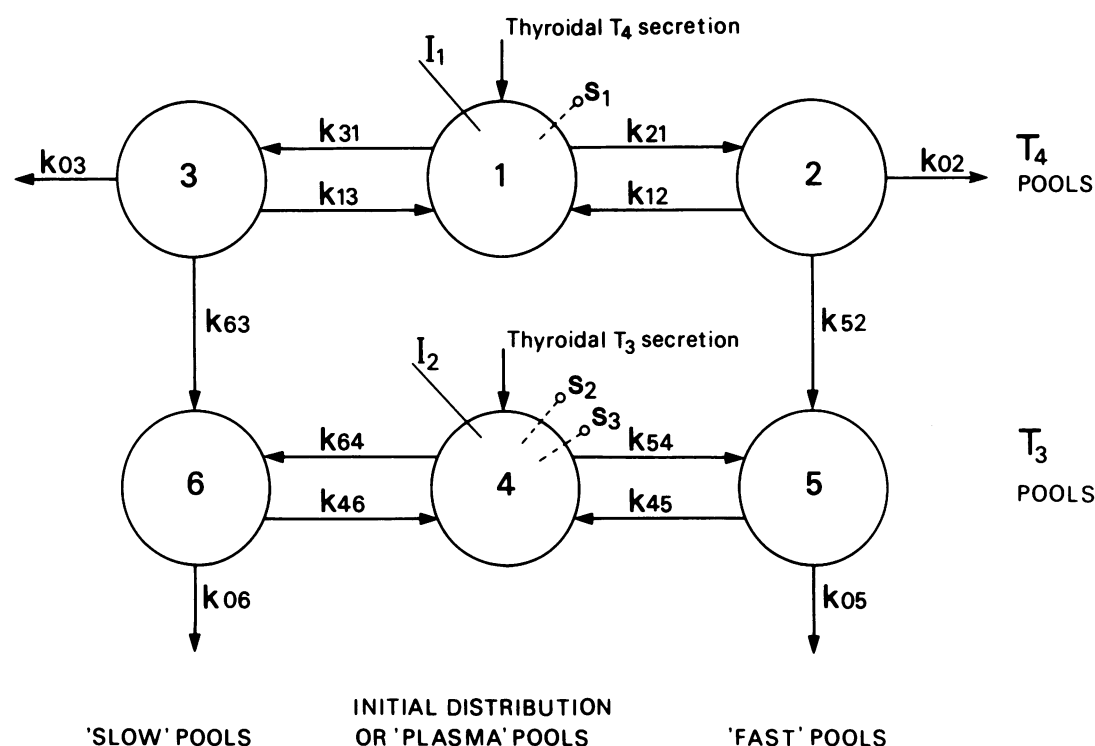 Thyroidal T4 secretion
I1
S1
k31
k21
k03
3
1
2
k02
T4
POOLS
k13
k12
k63
k52
Thyroidal T3 secretion
I2
S2
S3
k64
k54
T3
6
4
5
POOLS
k46
k45
k06
k05
INITIAL DISTRIBUTION
'SLOW' POOLS
OR 'PLASMA' POOLS
'FAST' POOLS